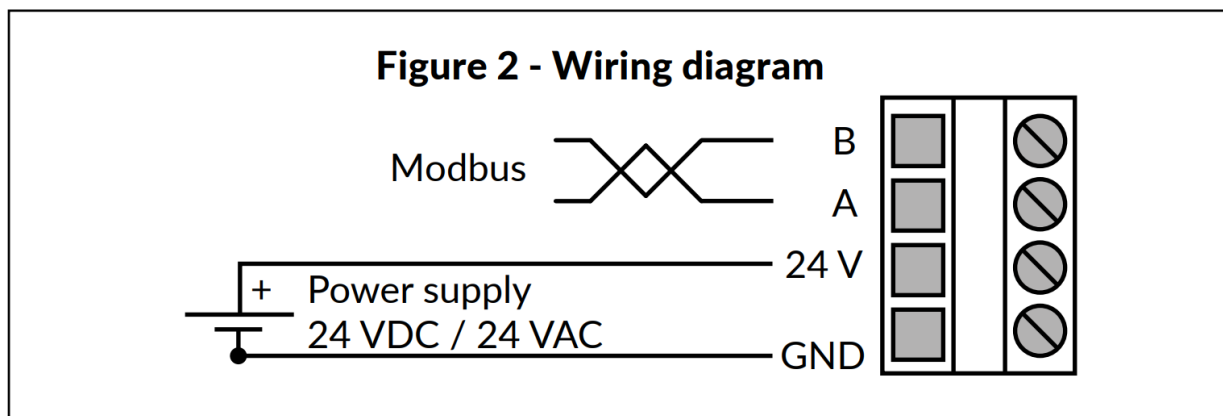 Figure 2 - Wiring diagram
Modbus
B
A
24 V
+ Power supply
24 VDC / 24 VAC
GND